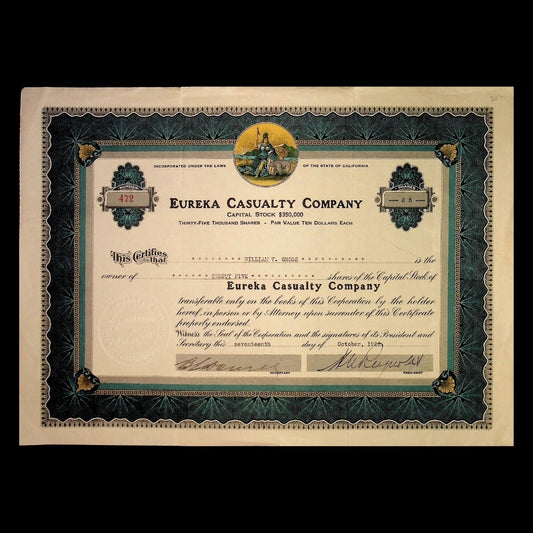 INCORPORATED UNDER THE LAWS OF THE STATE OF CALIFORNIA
472
25
EUREKA CASUALTY COMPANY
CAPITAL STOCK $350,000
THIRTY-FIVE THOUSAND SHARES - PAR VALUE TEN DOLLARS EACH
This Certifies that WILLIAM T. GROSS is the
owner of FIVE shares of the Capital Stock of
Eureka Casualty Company
transferable only on the books of this Corporation by the holder
hereof, in person or by Attorney upon surrender of this Certificate
properly endorsed.
Witness the Seal of the Corporation and the signatures of its President and
Secretary this seventeenth day of October,
SECRETARY
PRESIDENT